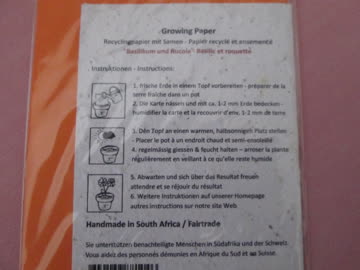 Growing Paper
Recyclingpapier mit Samen - Papier recyclé et ensementé
Basilikum und Rucola - Basilic et roquette
Instruktionen - Instructions:
1. frische Erde in einem Topf vorbereiten - préparer de la
terre fraîche dans un pot
2. Die Karte nässen und mit ca. 1-2 mm Erde bedecken-
humidifier la carte et la recouvrir de env. 1-2 mm de terre
3. Den Topf an einem warmen, halbsonnigen Platz stellen
- Placer le pot à un endroit chaud et semi-ensoleillé
4. regelmässig giessen & feucht halten – arroser la plante
régulièrement en veillant à ce qu'elle reste humide
5. Abwarten und sich über das Resultat freuen
attendre et se réjouir du résultat
6. Weitere Instruktionen auf unserer Homepage
autres instructions sur notre site Web
Handmade in South Africa / Fairtrade
Sie unterstützen benachteiligte Menschen in Südafrika und der Schweiz
Vous aidez des personnes démunies en Afrique du Sud et en Suisse.